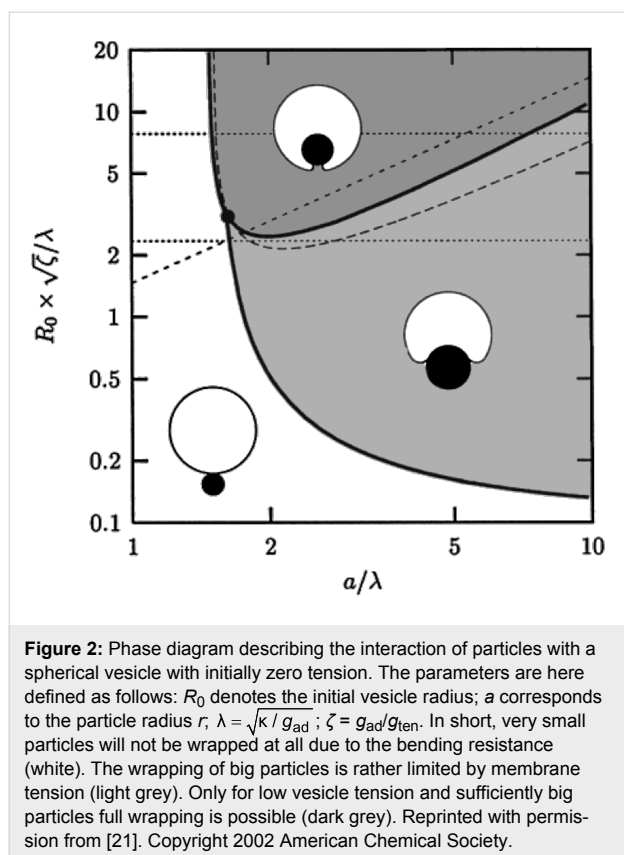 20
10
5
2
1
0.5
0.2
0.1
R₀ × √ζ/λ
1
2
5
10
a/λ
Figure 2: Phase diagram describing the interaction of particles with a
spherical vesicle with initially zero tension. The parameters are here
defined as follows: R₀ denotes the initial vesicle radius; a corresponds
to the particle radius r; λ = √κ / g_ad ; ζ = g_ad/g_ten. In short, very small
particles will not be wrapped at all due to the bending resistance
(white). The wrapping of big particles is rather limited by membrane
tension (light grey). Only for low vesicle tension and sufficiently big
particles full wrapping is possible (dark grey). Reprinted with permis-
sion from [21]. Copyright 2002 American Chemical Society.